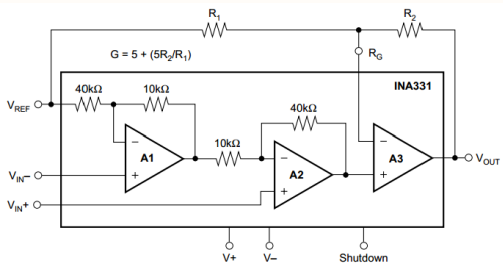 R1 R2
G = 5 + (5R2/R1)
RG
INA331
40kΩ 10kΩ
40kΩ
VREF
10kΩ
A1 − +
A2 − +
A3 − +
VOUT
VIN−
VIN+
V+ V− Shutdown